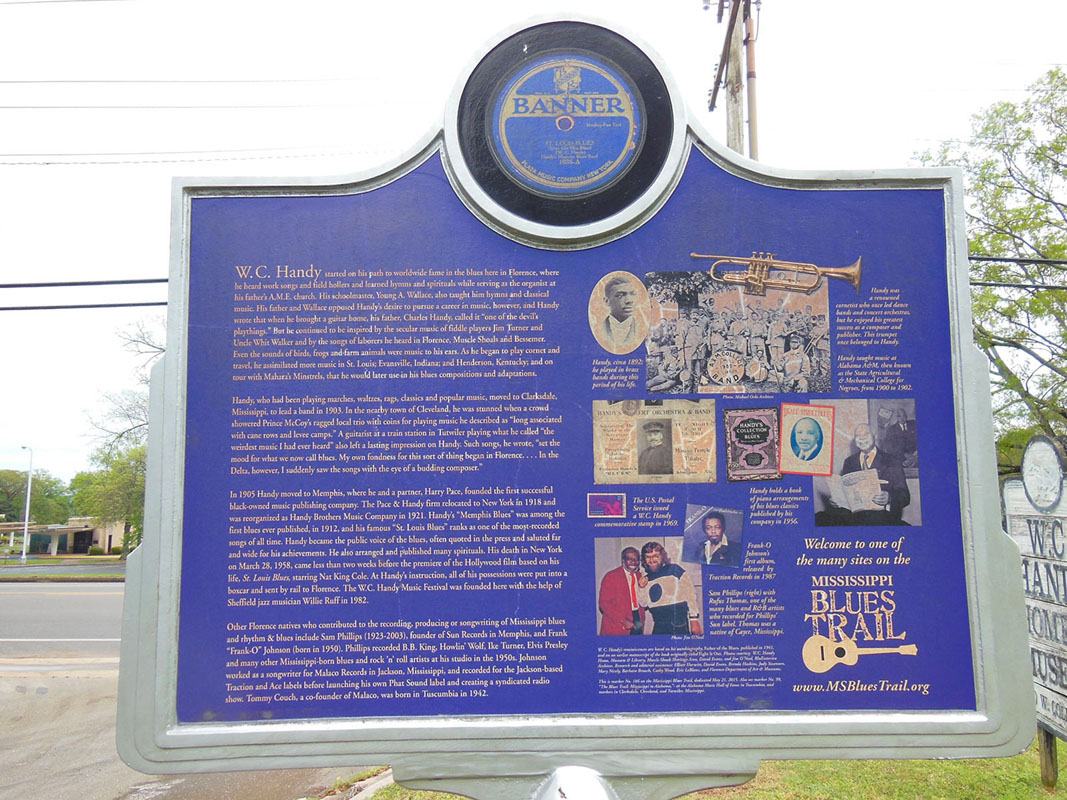 BANNER
ST. LOUIS BLUES
(W. C. Handy)
1036-A
PLAZA MUSIC COMPANY NEW YORK
W.C. Handy started on his path to worldwide fame in the blues here in Florence, where
he heard work songs and field hollers and learned hymns and spirituals while serving as the organist at
his father's A.M.E. church. His schoolmaster, Young A. Wallace, also taught him hymns and classical
music. His father and Wallace opposed Handy's desire to pursue a career in music, however, and Handy
wrote that when he brought a guitar home, his father, Charles Handy, called it "one of the devil's
playthings." But he continued to be inspired by the secular music of fiddle players Jim Turner and
Uncle Whit Walker and by the songs of laborers he heard in Florence, Muscle Shoals and Bessemer.
Even the sounds of birds, frogs and farm animals were music to his ears. As he began to play cornet and
travel, he assimilated more music in St. Louis; Evansville, Indiana; and Henderson, Kentucky; and on
tour with Mahara's Minstrels, that he would later use in his blues compositions and adaptations.
Handy, who had been playing marches, waltzes, rags, classics and popular music, moved to Clarksdale,
Mississippi, to lead a band in 1903. In the nearby town of Cleveland, he was stunned when a crowd
showered Prince McCoy's ragged local trio with coins for playing music he described as "long associated
with cane rows and levee camps." A guitarist at a train station in Tutwiler playing what he called "the
weirdest music I had ever heard" also left a lasting impression on Handy. Such songs, he wrote, "set the
mood for what we now call blues. My own fondness for this sort of thing began in Florence. . . . In the
Delta, however, I suddenly saw the songs with the eye of a budding composer."
In 1905 Handy moved to Memphis, where he and a partner, Harry Pace, founded the first successful
black-owned music publishing company. The Pace & Handy firm relocated to New York in 1918 and
was reorganized as Handy Brothers Music Company in 1921. Handy's "Memphis Blues" was among the
first blues ever published, in 1912, and his famous "St. Louis Blues" ranks as one of the most-recorded
songs of all time. Handy became the public voice of the blues, often quoted in the press and saluted far
and wide for his achievements. He also arranged and published many spirituals. His death in New York
on March 28, 1958, came less than two weeks before the premiere of the Hollywood film based on his
life, St. Louis Blues, starring Nat King Cole. At Handy's instruction, all of his possessions were put into a
boxcar and sent by rail to Florence. The W.C. Handy Music Festival was founded here with the help of
Sheffield jazz musician Willie Ruff in 1982.
Other Florence natives who contributed to the recording, producing or songwriting of Mississippi blues
and rhythm & blues include Sam Phillips (1923-2003), founder of Sun Records in Memphis, and Frank
"Frank-O" Johnson (born in 1950). Phillips recorded B.B. King, Howlin' Wolf, Ike Turner, Elvis Presley
and many other Mississippi-born blues and rock 'n' roll artists at his studio in the 1950s. Johnson
worked as a songwriter for Malaco Records in Jackson, Mississippi, and recorded for the Jackson-based
Traction and Ace labels before launching his own Phat Sound label and creating a syndicated radio
show. Tommy Couch, a co-founder of Malaco, was born in Tuscumbia in 1942.
Handy was
a renowned
cornetist who once led dance
bands and concert orchestras,
but he enjoyed his greatest
success as a composer and
publisher. This trumpet
once belonged to Handy.
Handy taught music at
Alabama A&M, then known
as the State Agricultural
& Mechanical College for
Negroes, from 1900 to 1902.
Handy, circa 1892:
he played in brass
bands during this
period of his life.
Photo: Michael Ochs Archives
HANDY'S CONCERT ORCHESTRA & BAND
HANDY'S
COLLECTION
BLUES
The U.S. Postal
Service issued
a W.C. Handy
commemorative stamp in 1969.
Handy holds a book
of piano arrangements
of his blues classics
published by his
company in 1956.
Frank-O
Johnson's
first album,
released by
Traction Records in 1987
Sam Phillips (right) with
Rufus Thomas, one of the
many blues and R&B artists
who recorded for Phillips'
Sun label. Thomas was a
native of Cayce, Mississippi.
Photo: Jim O'Neal
Welcome to one of
the many sites on the
MISSISSIPPI
BLUES
TRAIL
www.MSBluesTrail.org
W.C.